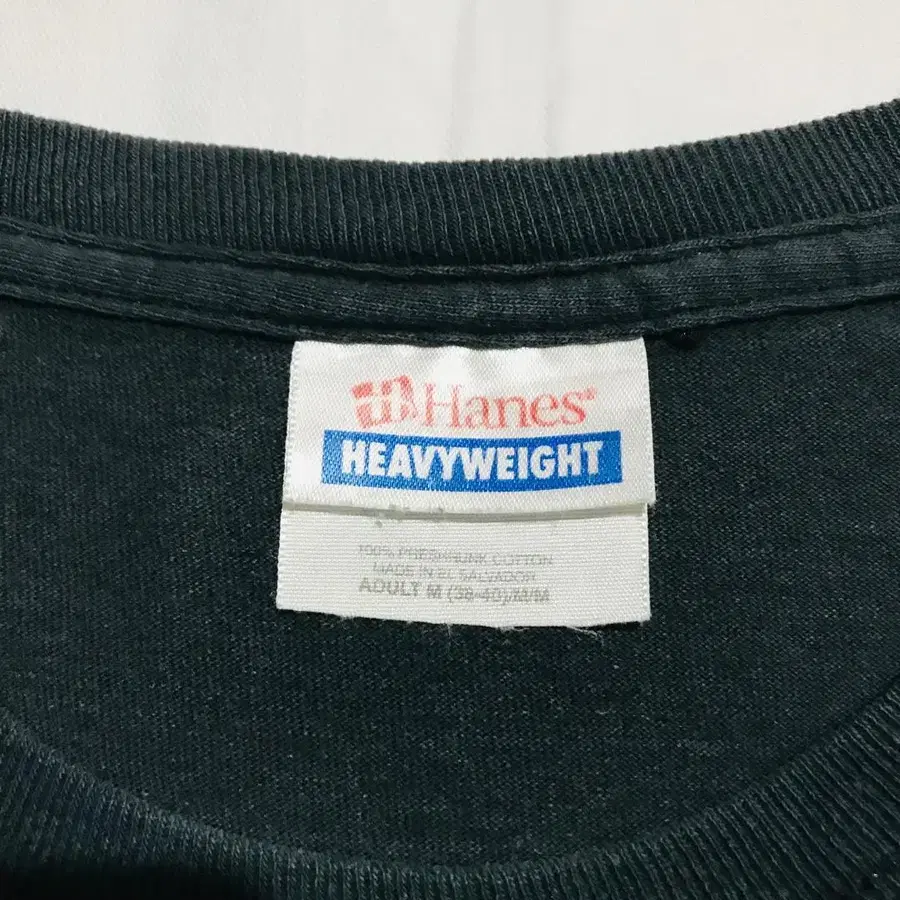 Hanes®
HEAVYWEIGHT
100% PRESHRUNK COTTON
MADE IN EL SALVADOR
ADULT M (38-40)/M/M